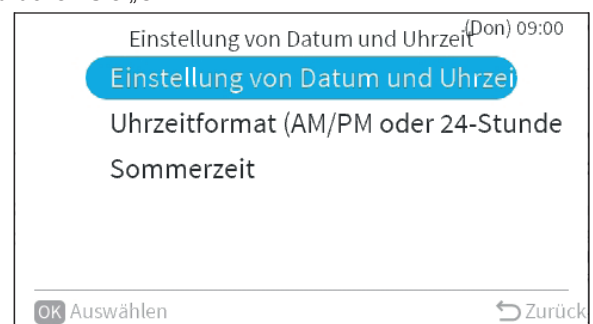 Einstellung von Datum und Uhrzeit (Don) 09:00
Einstellung von Datum und Uhrzei
Uhrzeitformat (AM/PM oder 24-Stunde
Sommerzeit
OK Auswählen Zurück